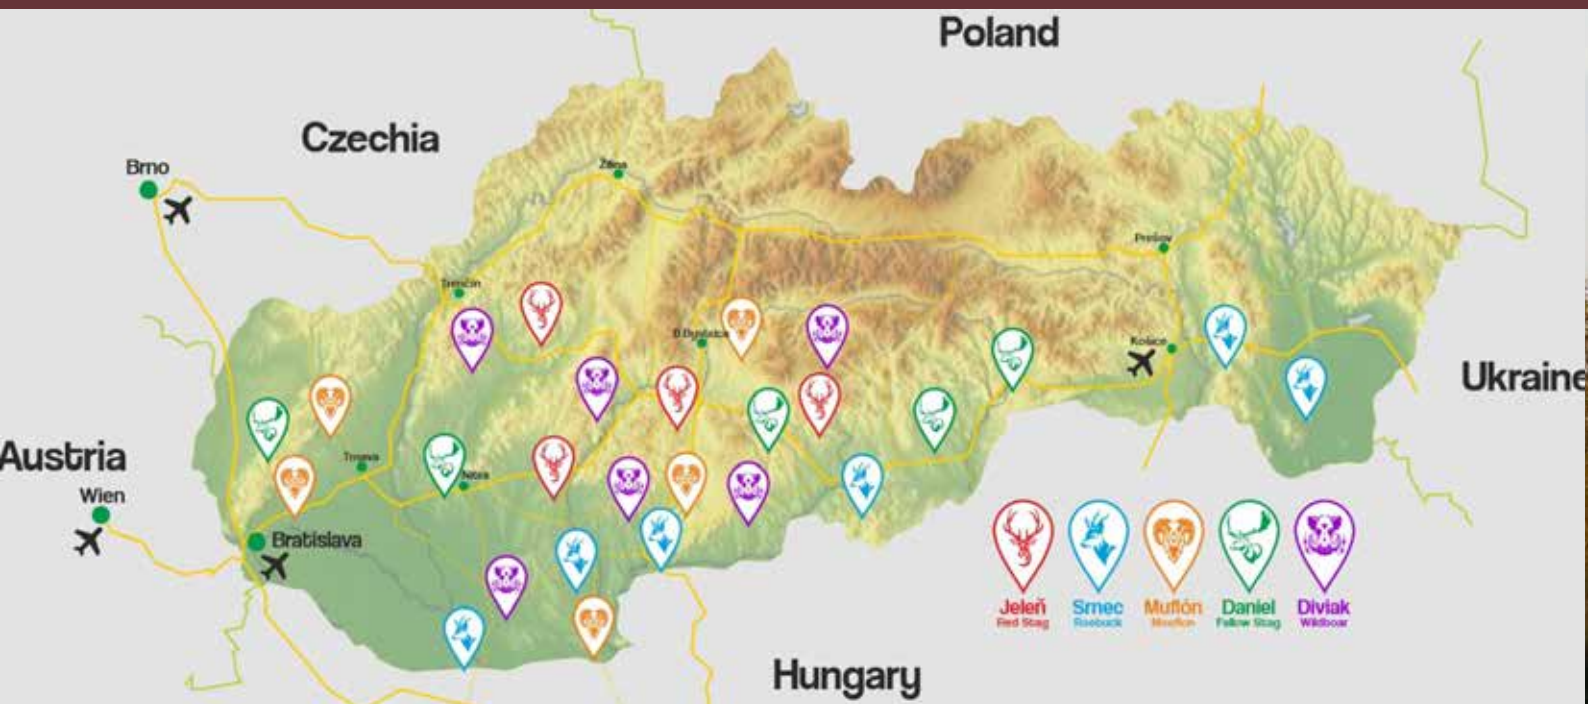 Poland
Czechia
Brno
Žilina
Prešov
Trenčín
B.Bystrica
Košice
Ukraine
Austria
Trnava
Nitra
Wien
Bratislava
Jeleň Srnec Muflón Daniel Diviak
Red Stag Roebuck Mouflon Fallow Stag Wildboar
Hungary